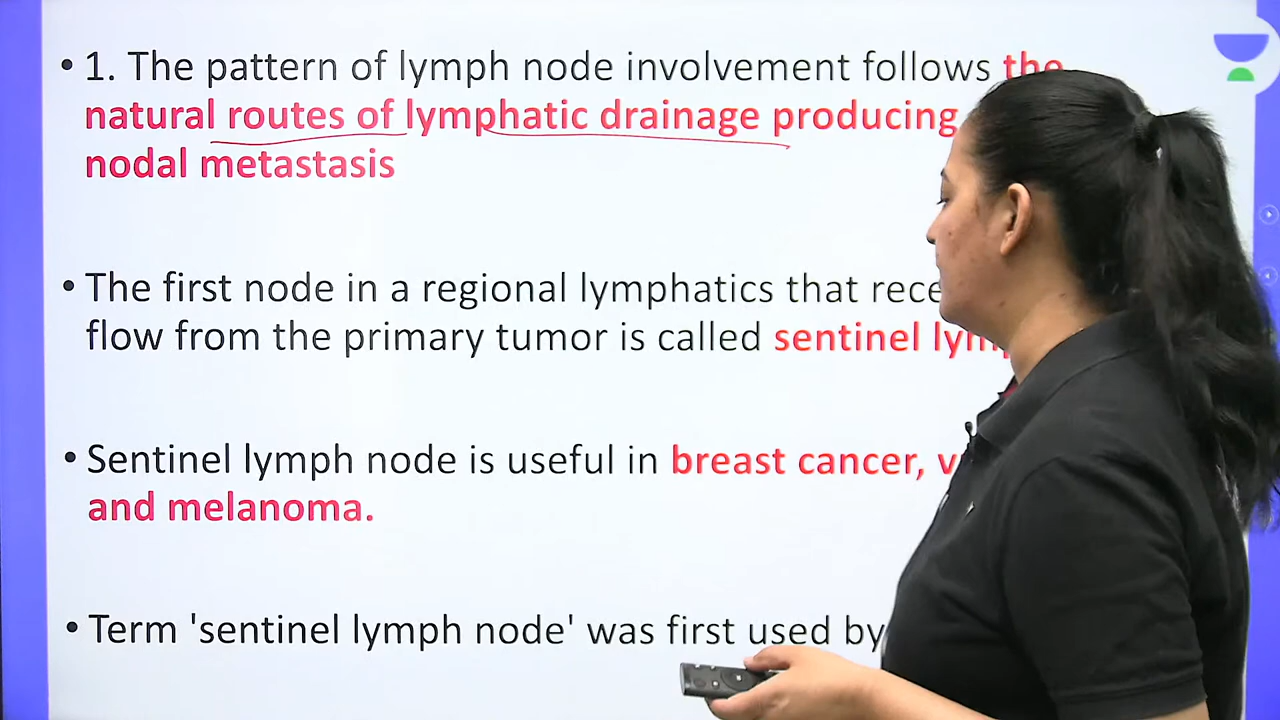 • 1. The pattern of lymph node involvement follows the
natural routes of lymphatic drainage producing
nodal metastasis
• The first node in a regional lymphatics that
flow from the primary tumor is called sentinel
• Sentinel lymph node is useful in breast cancer,
and melanoma.
• Term 'sentinel lymph node' was first used by